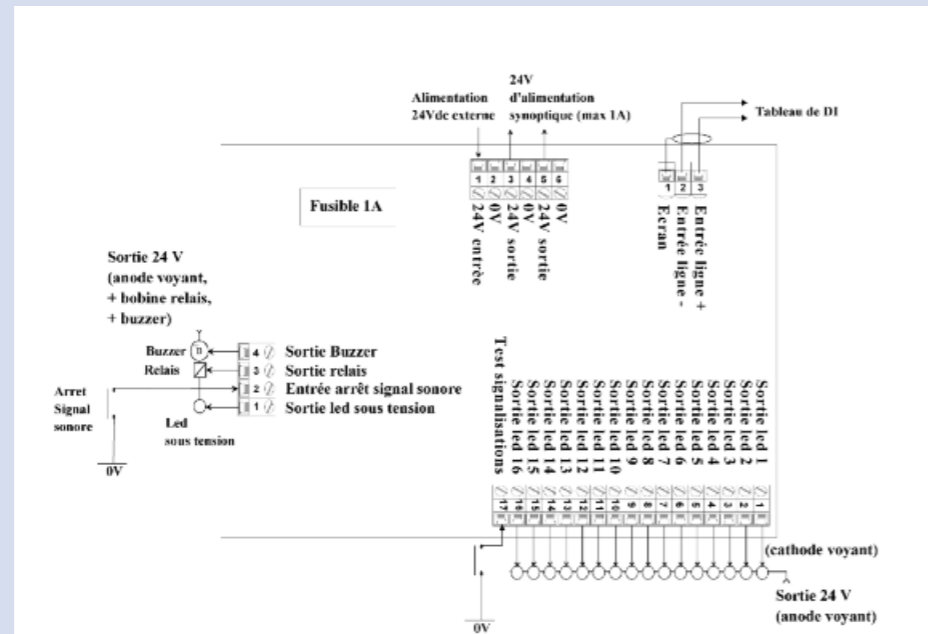 24V
Alimentation d'alimentation
24Vdc externe synoptique (max 1A)
Tableau de DI
1 2 3 4 5 6
24V entrèe
0V
24V sortie
0V
24V sortie
0V
1 2 3
Ecran
Entrée ligne -
Entrée ligne +
Fusible 1A
Sortie 24 V
(anode voyant,
+ bobine relais,
+ buzzer)
Buzzer
4 Sortie Buzzer
Relais
3 Sortie relais
2 Entrée arrêt signal sonore
1 Sortie led sous tension
Arret
Signal
sonore
Led
sous tension
0V
Test signalisations
Sortie led 16
Sortie led 15
Sortie led 14
Sortie led 13
Sortie led 12
Sortie led 11
Sortie led 10
Sortie led 9
Sortie led 8
Sortie led 7
Sortie led 6
Sortie led 5
Sortie led 4
Sortie led 3
Sortie led 2
Sortie led 1
17 16 15 14 13 12 11 10 9 8 7 6 5 4 3 2 1
(cathode voyant)
Sortie 24 V
(anode voyant)
0V